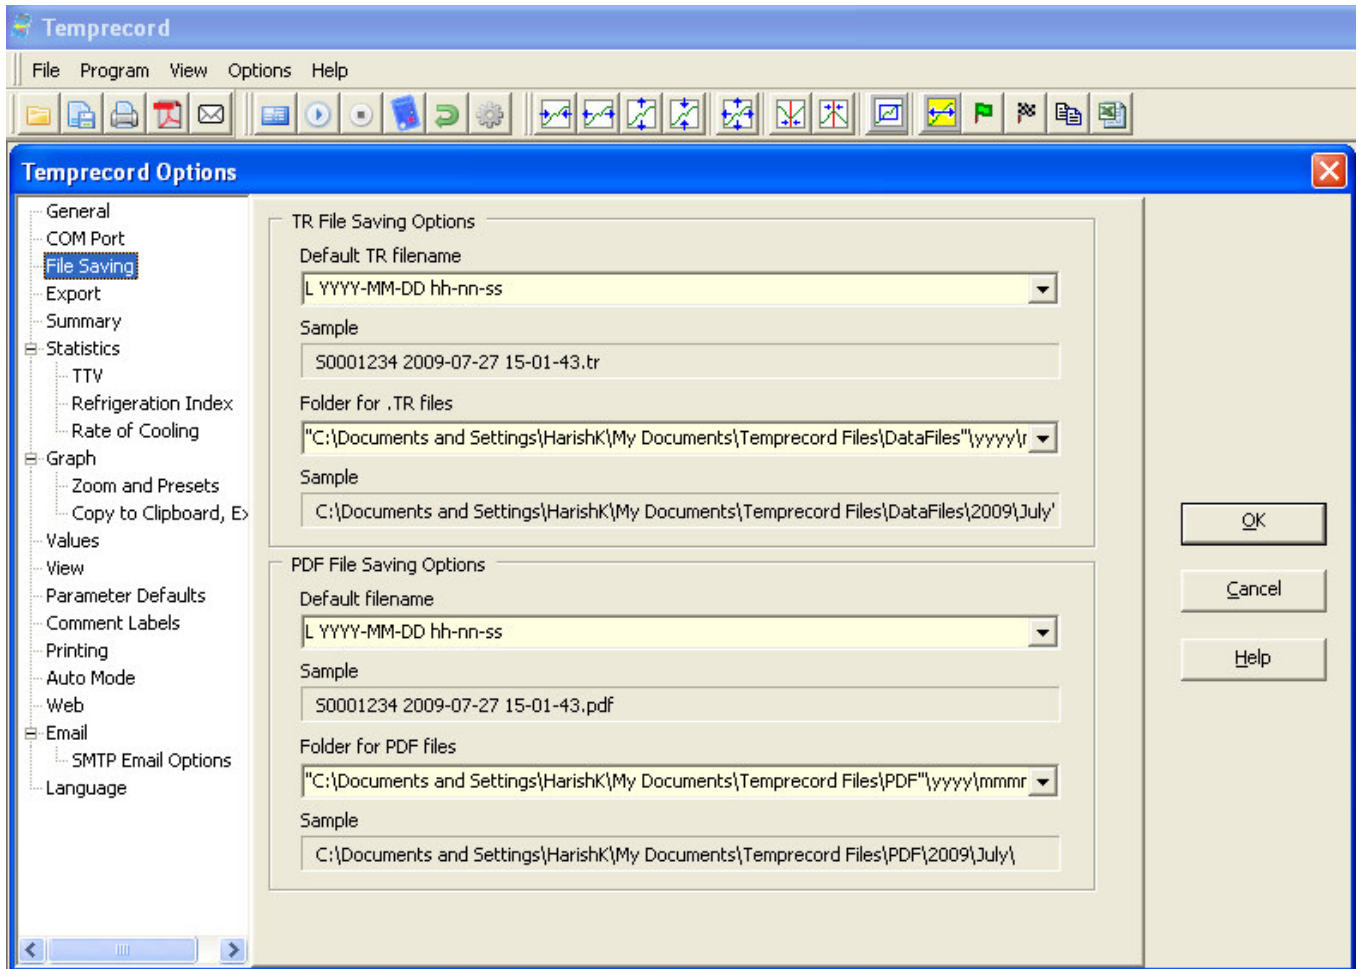 Temprecord
File Program View Options Help
Temprecord Options
General
COM Port
File Saving
Export
Summary
Statistics
TTV
Refrigeration Index
Rate of Cooling
Graph
Zoom and Presets
Copy to Clipboard, Ex
Values
View
Parameter Defaults
Comment Labels
Printing
Auto Mode
Web
Email
SMTP Email Options
Language
TR File Saving Options
Default TR filename
L YYYY-MM-DD hh-nn-ss
Sample
S0001234 2009-07-27 15-01-43.tr
Folder for .TR files
"C:\Documents and Settings\HarishK\My Documents\Temprecord Files\DataFiles"\yyyy\r
Sample
C:\Documents and Settings\HarishK\My Documents\Temprecord Files\DataFiles\2009\July'
PDF File Saving Options
Default filename
L YYYY-MM-DD hh-nn-ss
Sample
S0001234 2009-07-27 15-01-43.pdf
Folder for PDF files
"C:\Documents and Settings\HarishK\My Documents\Temprecord Files\PDF"\yyyy\mmmr
Sample
C:\Documents and Settings\HarishK\My Documents\Temprecord Files\PDF\2009\July\
OK
Cancel
Help